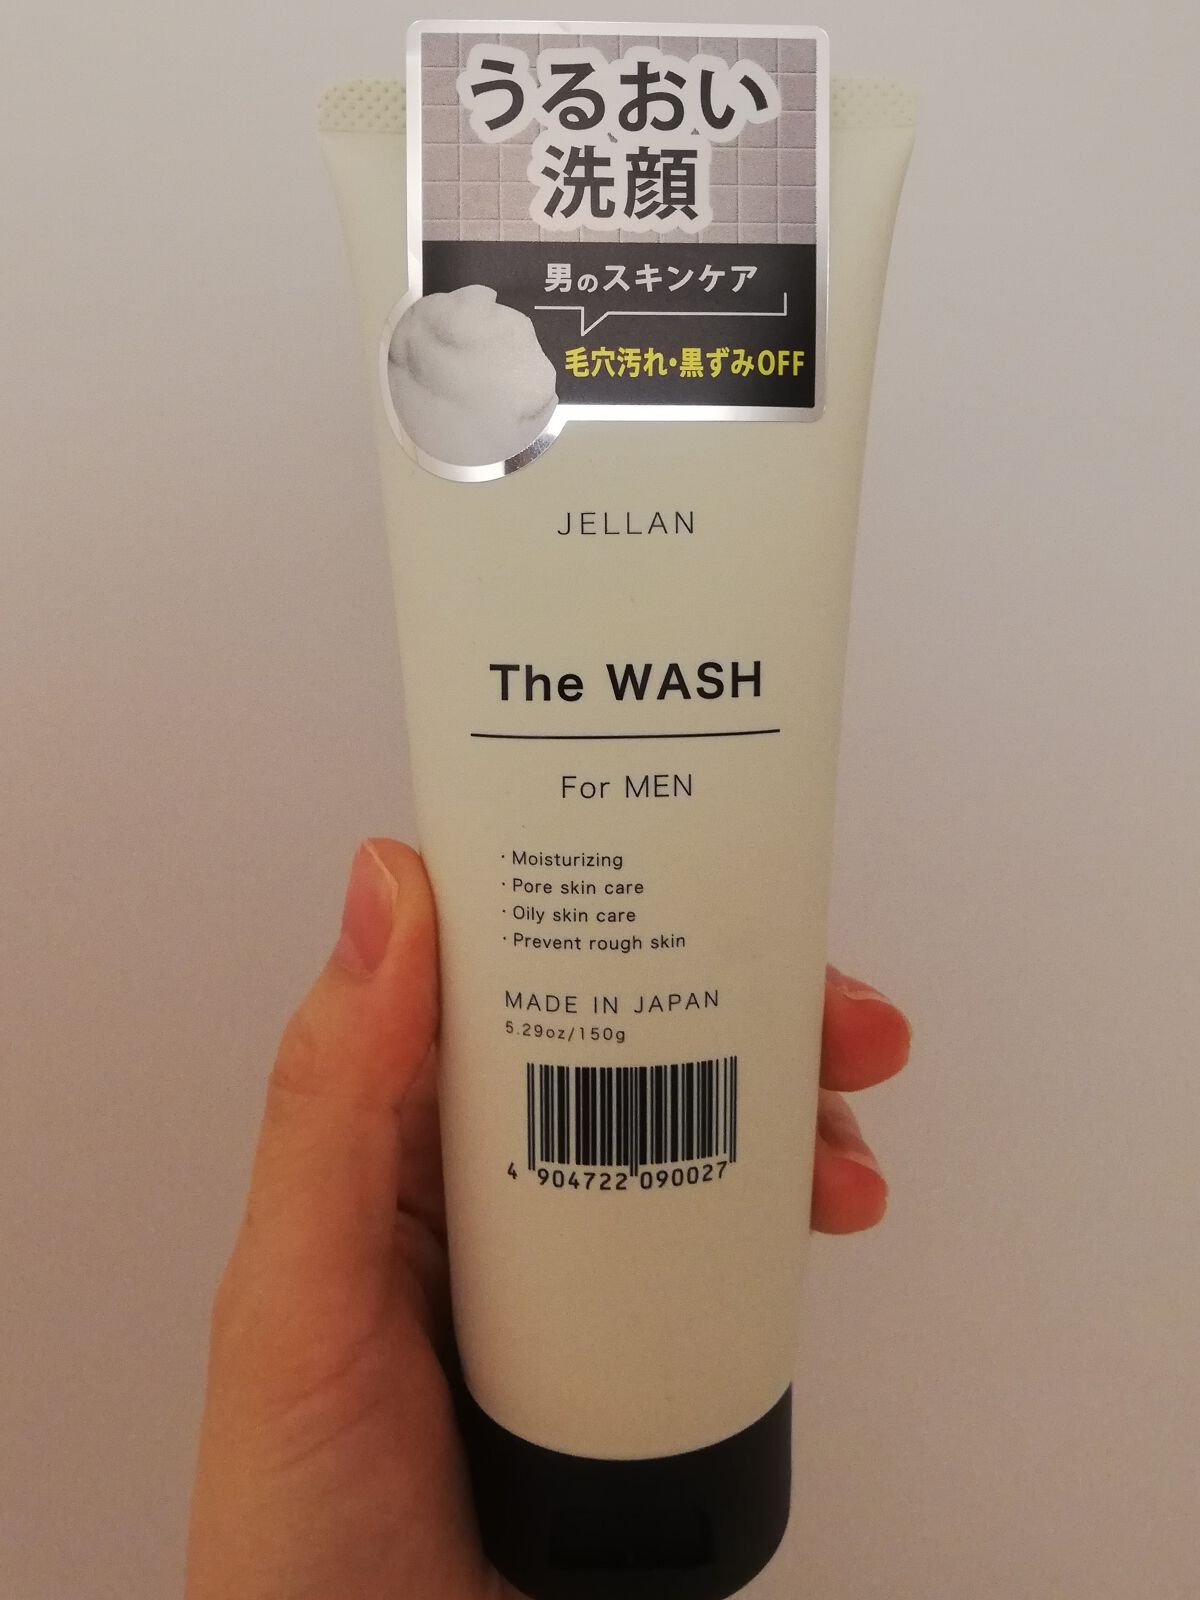 うるおい
洗顔
男のスキンケア
毛穴汚れ・黒ずみOFF
JELLAN
The WASH
For MEN
・Moisturizing
・Pore skin care
・Oily skin care
・Prevent rough skin
MADE IN JAPAN
5.29oz/150g
4 904722 090027